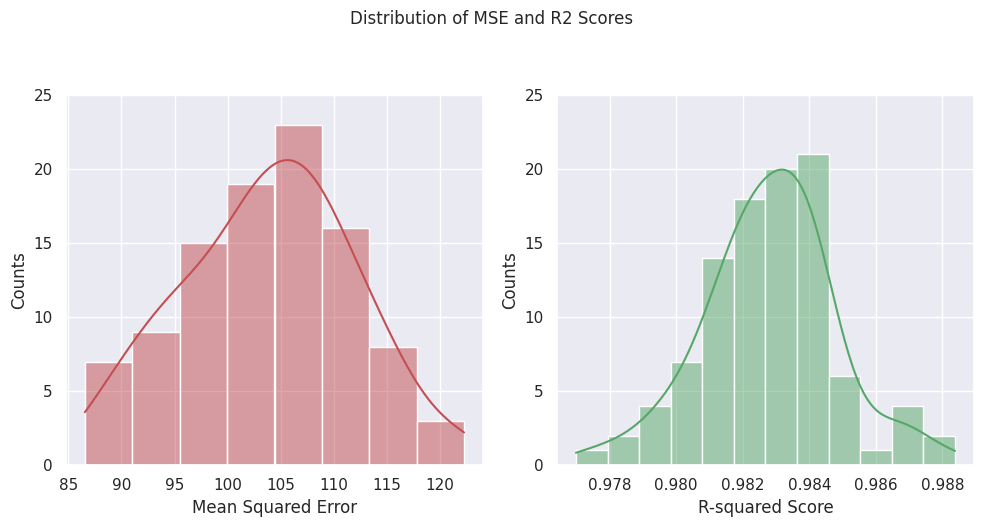 Distribution of MSE and R2 Scores
25
20
15
10
5
0
Counts
85 90 95 100 105 110 115 120
Mean Squared Error
25
20
15
10
5
0
Counts
0.978 0.980 0.982 0.984 0.986 0.988
R-squared Score